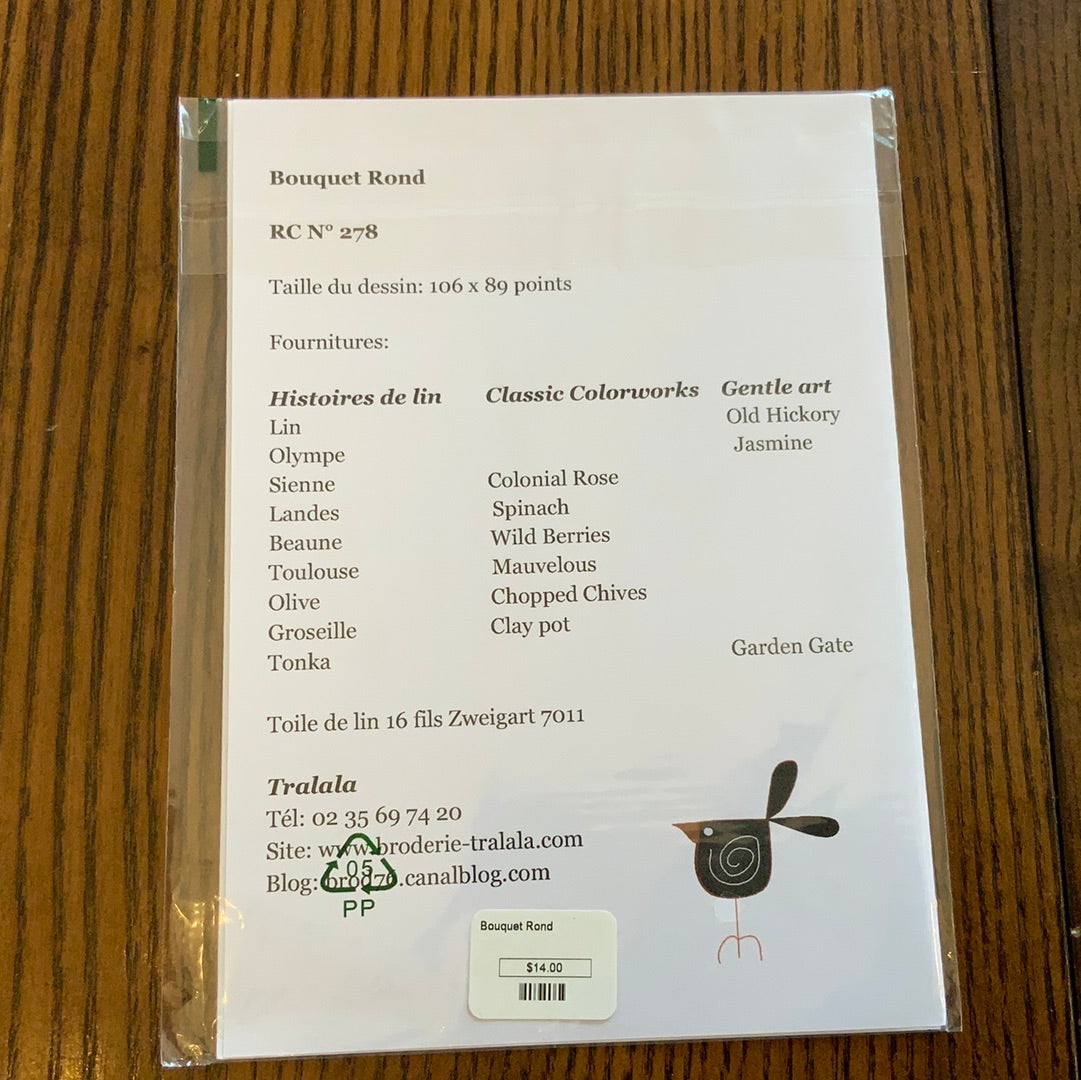 Bouquet Rond
RC N° 278
Taille du dessin: 106 x 89 points
Fournitures:
Histoires de lin Classic Colorworks Gentle art
Lin Old Hickory
Olympe Jasmine
Sienne Colonial Rose
Landes Spinach
Beaune Wild Berries
Toulouse Mauvelous
Olive Chopped Chives
Groseille Clay pot
Tonka Garden Gate
Toile de lin 16 fils Zweigart 7011
Tralala
Tél: 02 35 69 74 20
Site: www.broderie-tralala.com
Blog: brod76.canalblog.com
05
PP
Bouquet Rond
$14.00